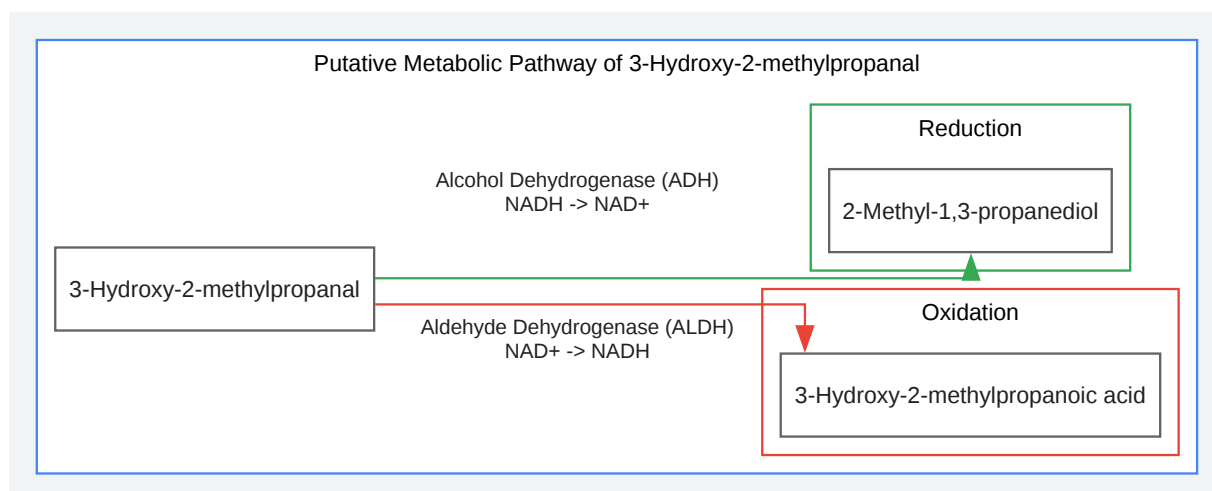 Putative Metabolic Pathway of 3-Hydroxy-2-methylpropanal
Reduction
Alcohol Dehydrogenase (ADH)
NADH -> NAD+
2-Methyl-1,3-propanediol
3-Hydroxy-2-methylpropanal
Oxidation
Aldehyde Dehydrogenase (ALDH)
NAD+ -> NADH
3-Hydroxy-2-methylpropanoic acid